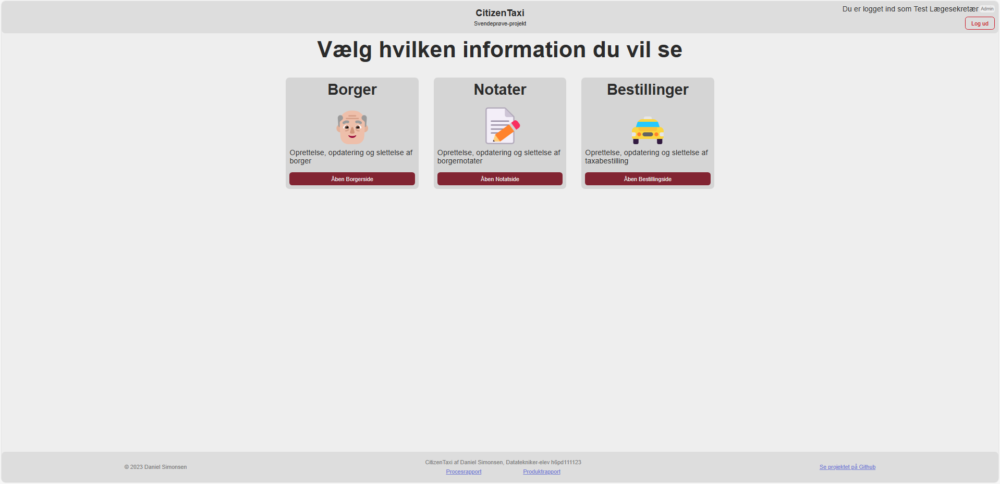 CitizenTaxi
Svendeprøve-projekt
Du er logget ind som Test Lægesekretær Admin
Log ud
Vælg hvilken information du vil se
Borger
Oprettelse, opdatering og slettelse af
borger
Åben Borgerside
Notater
Oprettelse, opdatering og slettelse af
borgernotater
Åben Notatside
Bestillinger
Oprettelse, opdatering og slettelse af
taxabestilling
Åben Bestillingside
© 2023 Daniel Simonsen
CitizenTaxi af Daniel Simonsen, Datatekniker-elev h6pd111123
Procesrapport
Produktrapport
Se projektet på Github